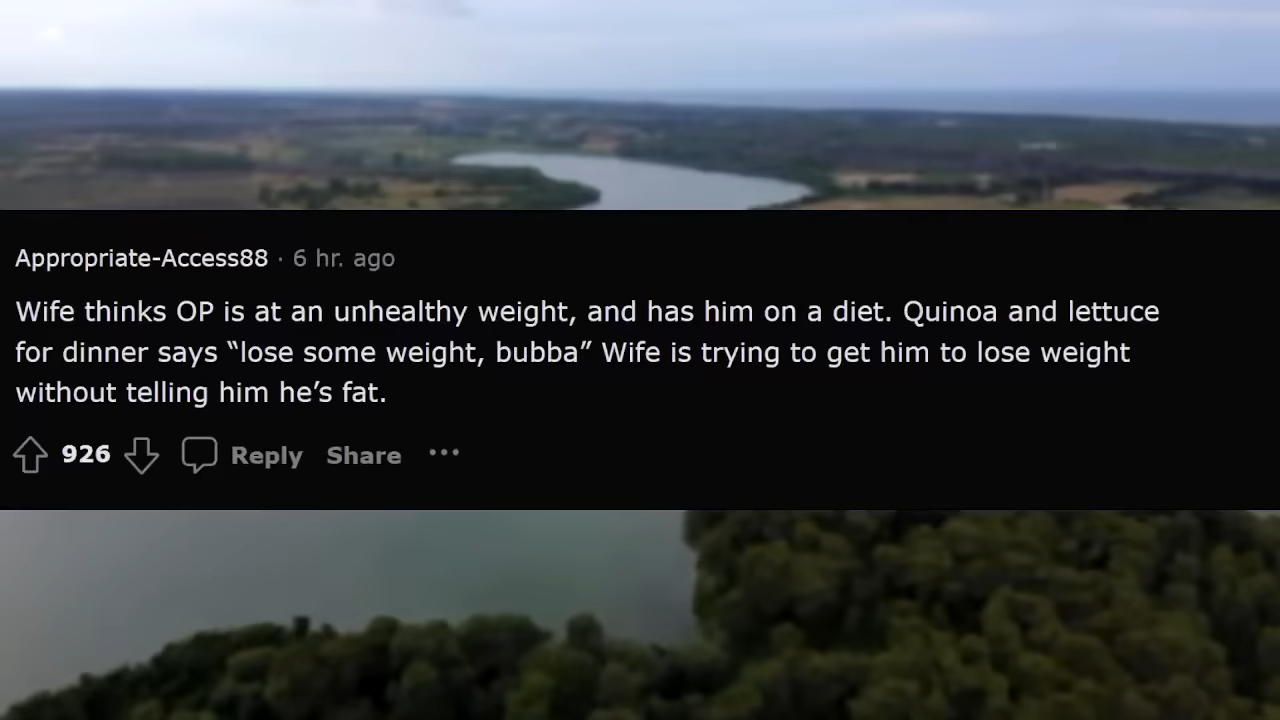 Appropriate-Access88 · 6 hr. ago
Wife thinks OP is at an unhealthy weight, and has him on a diet. Quinoa and lettuce
for dinner says “lose some weight, bubba” Wife is trying to get him to lose weight
without telling him he’s fat.
926 Reply Share ···